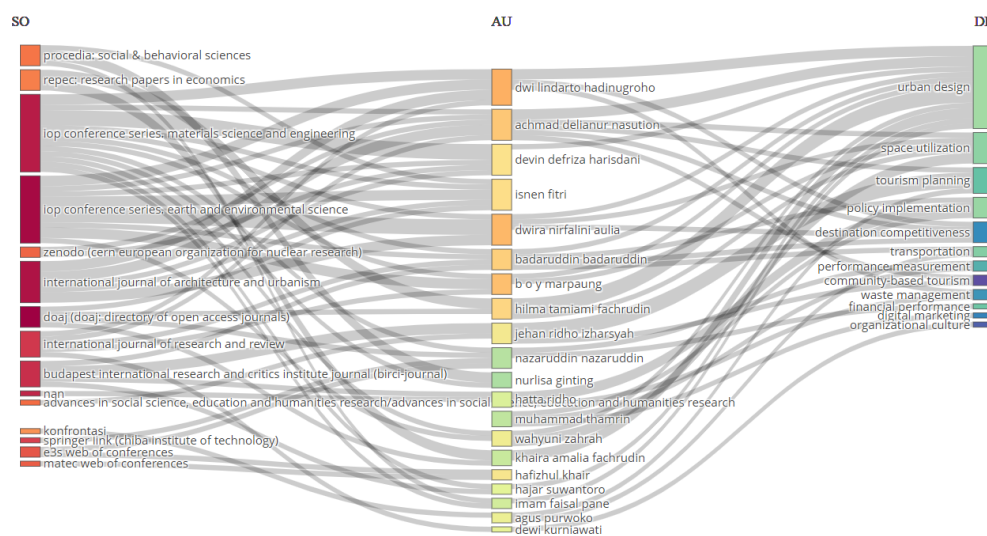 SO
AU
DE
procedia: social & behavioral sciences
repec: research papers in economics
iop conference series: materials science and engineering
iop conference series: earth and environmental science
zenodo (cern european organization for nuclear research)
international journal of architecture and urbanism
doaj (doaj: directory of open access journals)
international journal of research and review
budapest international research and critics institute journal (birci-journal)
nan
advances in social science, education and humanities research/advances in social science, education and humanities research
konfrontasi
springer link (chiba institute of technology)
e3s web of conferences
matec web of conferences
dwi lindarto hadinugroho
achmad delianur nasution
devin defriza harisdani
isnen fitri
dwira nirfalini aulia
badaruddin badaruddin
b o y marpaung
hilma tamiami fachrudin
jehan ridho izharsyah
nazaruddin nazaruddin
nurlisa ginting
hatta ridho
muhammad thamrin
wahyuni zahrah
khaira amalia fachrudin
hafizhul khair
hajar suwantoro
imam faisal pane
agus purwoko
dewi kurniawati
urban design
space utilization
tourism planning
policy implementation
destination competitiveness
transportation
performance measurement
community-based tourism
waste management
financial performance
digital marketing
organizational culture